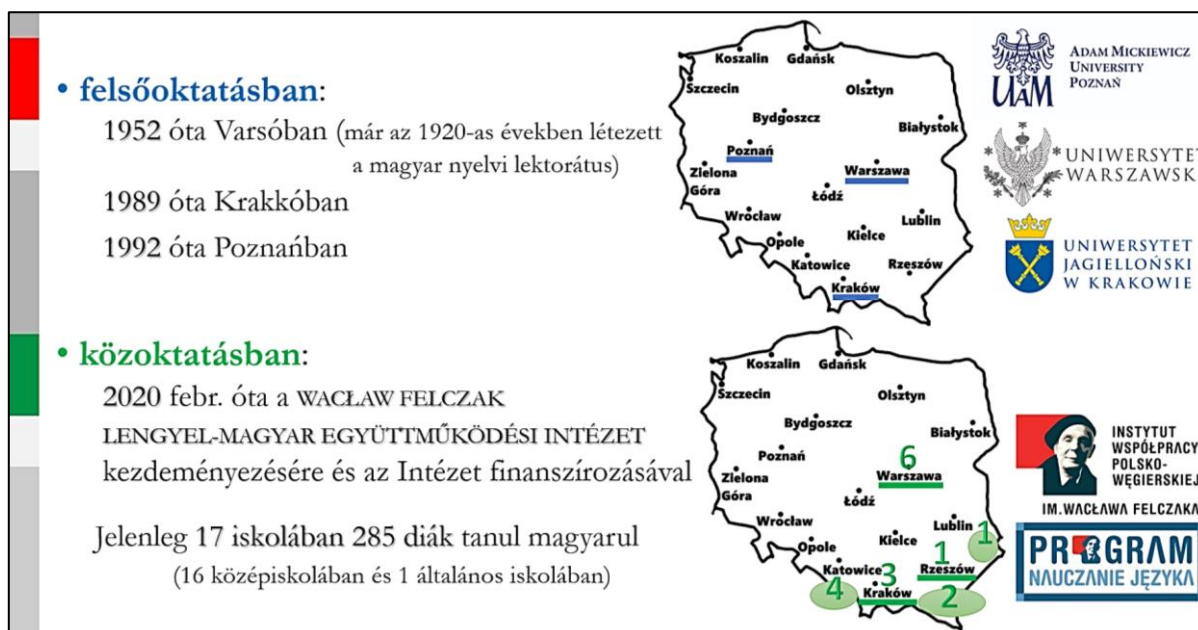 • felsőoktatásban:
1952 óta Varsóban (már az 1920-as években létezett
a magyar nyelvi lektorátus)
1989 óta Krakkóban
1992 óta Poznańban
Koszalin
Gdańsk
Szczecin
Olsztyn
Bydgoszcz
Białystok
Poznań
Zielona
Góra
Warszawa
Łódź
Wrocław
Lublin
Opole
Kielce
Katowice
Rzeszów
Kraków
UAM
ADAM MICKIEWICZ
UNIVERSITY
POZNAŃ
UNIWERSYTET
WARSZAWSK
UNIWERSYTET
JAGIELLOŃSKI
W KRAKOWIE
• közoktatásban:
2020 febr. óta a WACŁAW FELCZAK
LENGYEL-MAGYAR EGYÜTTMŰKÖDÉSI INTÉZET
kezdeményezésére és az Intézet finanszírozásával
Jelenleg 17 iskolában 285 diák tanul magyarul
(16 középiskolában és 1 általános iskolában)
Koszalin
Gdańsk
Szczecin
Olsztyn
Bydgoszcz
Białystok
Poznań
6
Warszawa
Zielona
Góra
Łódź
Wrocław
Lublin
1
Opole
Kielce
1
Katowice
Rzeszów
4
3
Kraków
2
INSTYTUT
WSPÓŁPRACY
POLSKO-
WĘGIERSKIEJ
IM. WACŁAWA FELCZAKA
PROGRAM
NAUCZANIE JĘZYKA